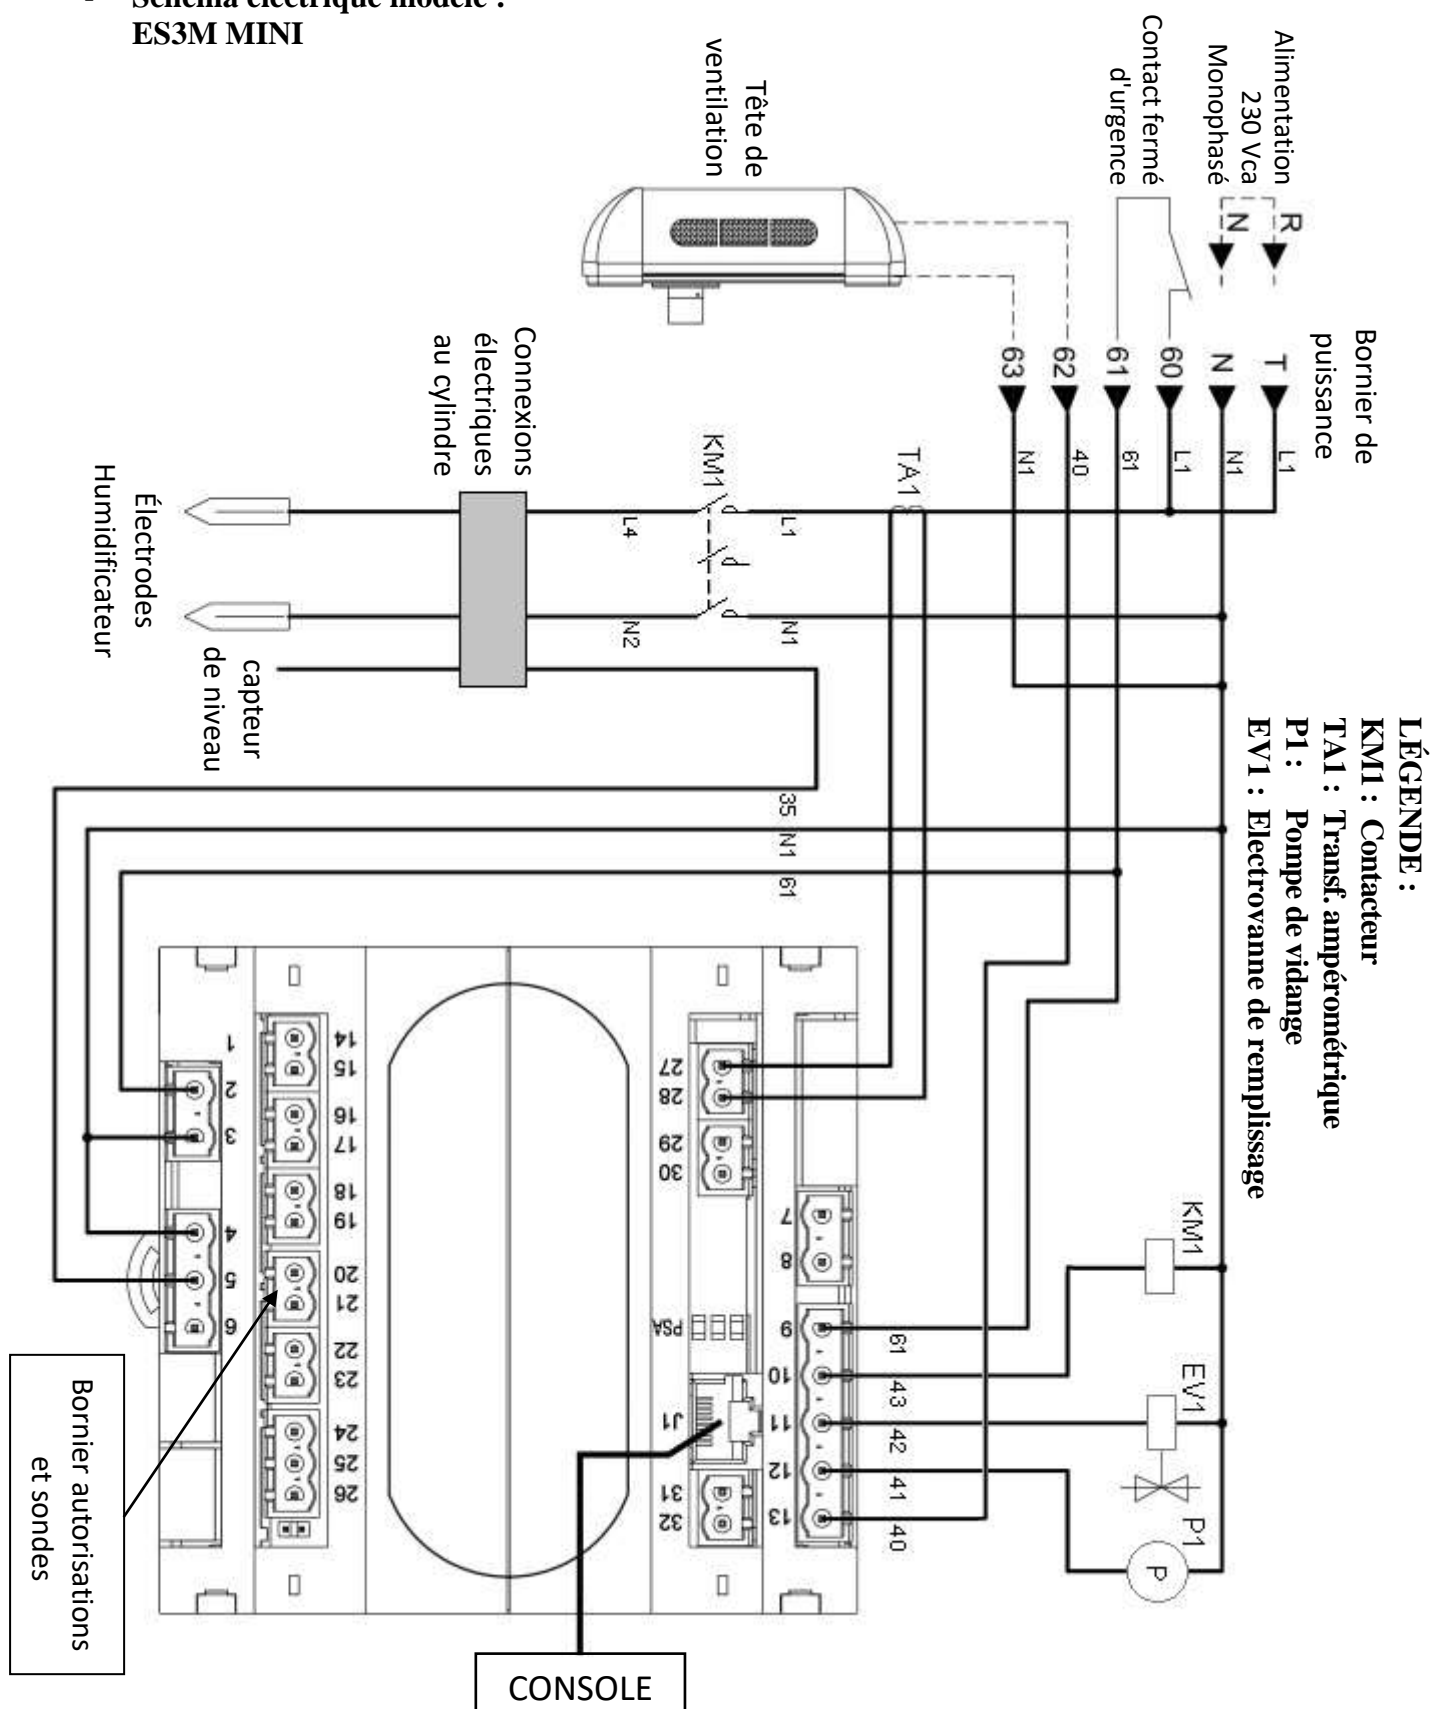 - Schéma électrique modèle :
ES3M MINI
Alimentation
230 Vca
Monophasé
Contact fermé
d'urgence
Tête de
ventilation
R
N
Bornier de
puissance
T
N
60
61
62
63
L1
N1
L1
61
40
N1
TA1
KM1
L1
N1
L4
N2
Connexions
électriques
au cylindre
Électrodes
Humidificateur
capteur
de niveau
35
N1
61
LÉGENDE :
KM1 : Contacteur
TA1 : Transf. ampérométrique
P1 : Pompe de vidange
EV1 : Electrovanne de remplissage
KM1
EV1
P1
P
1
2
3
4
5
6
14
15
16
17
18
19
20
21
22
23
24
25
26
27
28
29
30
PSA
J1
31
32
7
8
9
10
11
12
13
61
43
42
41
40
Bornier autorisations
et sondes
CONSOLE